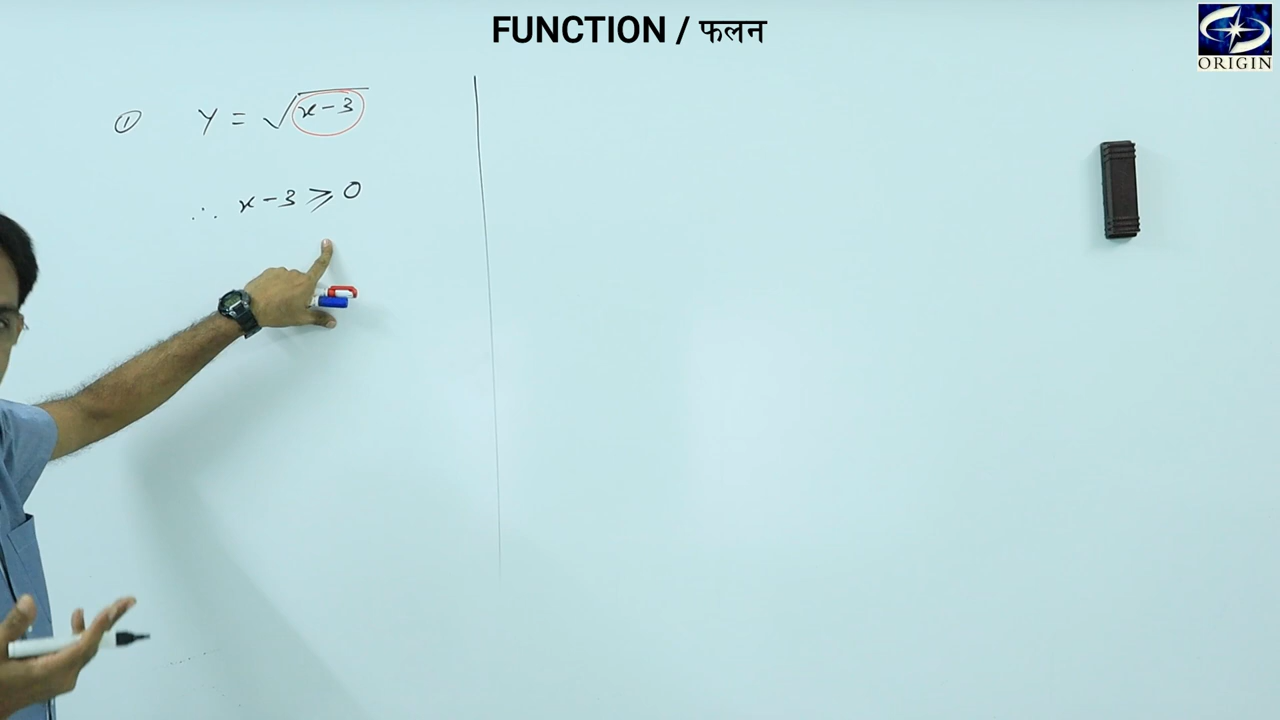 FUNCTION / फलन
ORIGIN
① y = √x-3
∴ x-3 ⩾ 0